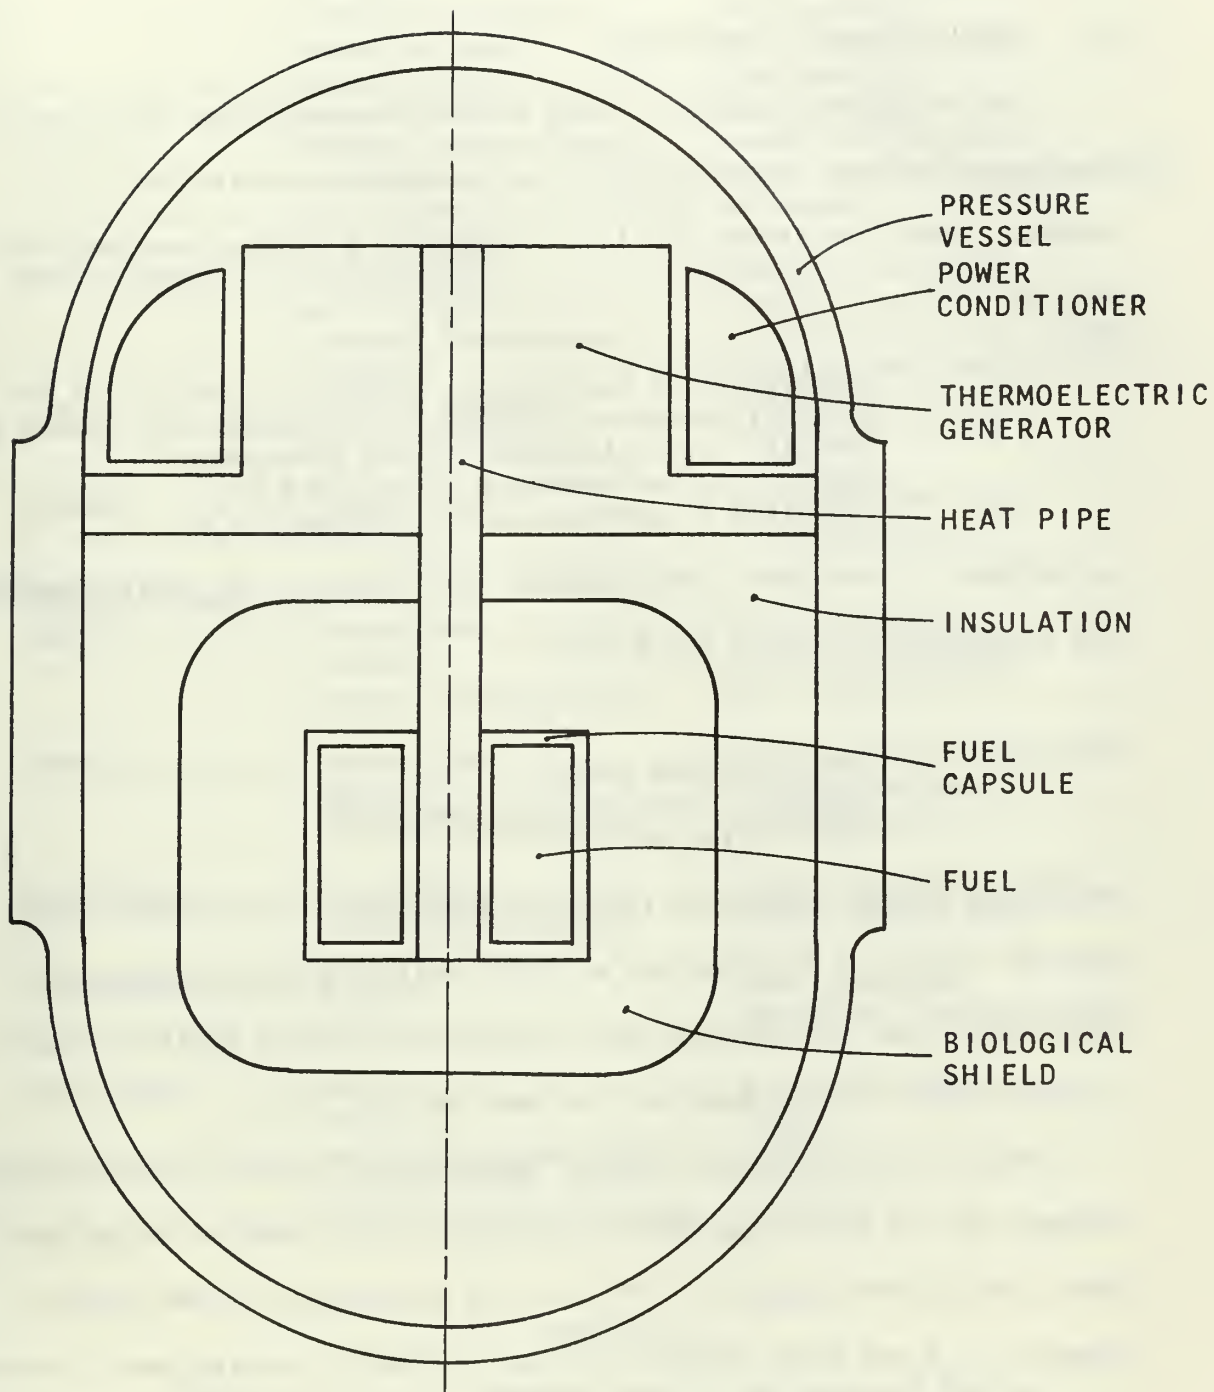 PRESSURE
VESSEL
POWER
CONDITIONER
THERMOELECTRIC
GENERATOR
HEAT PIPE
INSULATION
FUEL
CAPSULE
FUEL
BIOLOGICAL
SHIELD